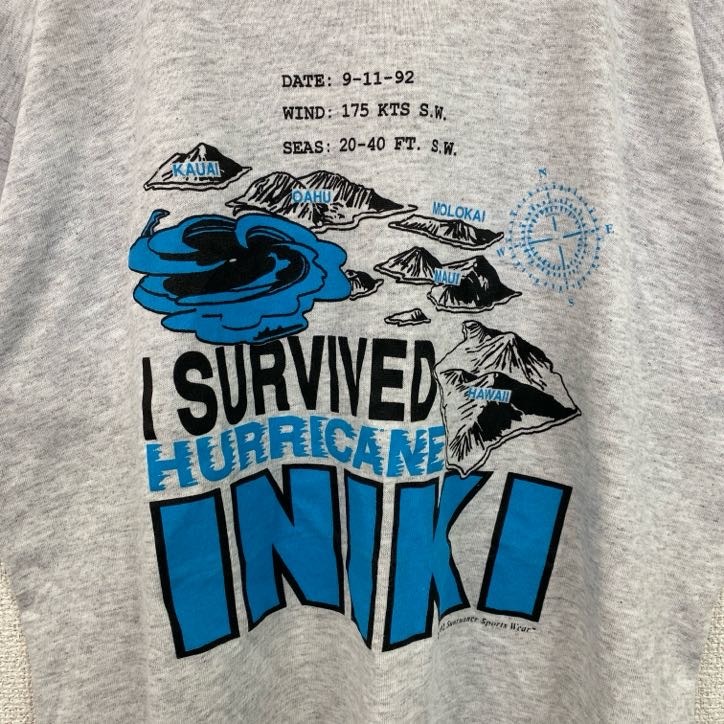 DATE: 9-11-92
WIND: 175 KTS S.W.
SEAS: 20-40 FT. S.W.
KAUAI
OAHU
MOLOKAI
MAUI
HAWAII
N
E
W
S
I SURVIVED
HURRICANE
INIKI
Sports Wear™